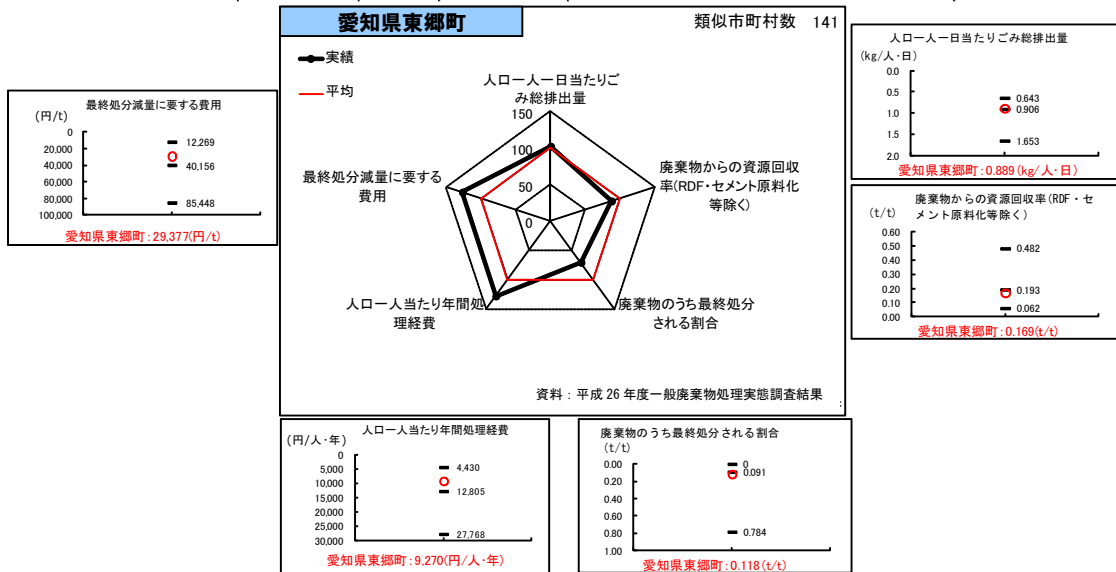 愛知県東郷町
類似市町村数 141
実績
平均
人口一人一日当たりご
み総排出量
廃棄物からの資源回収
率(RDF・セメント原料化
等除く)
廃棄物のうち最終処分
される割合
人口一人当たり年間処
理経費
最終処分減量に要する
費用
150
100
50
0
資料：平成 26 年度一般廃棄物処理実態調査結果
最終処分減量に要する費用
(円/t)
0
20,000
40,000
60,000
80,000
100,000
12,269
40,156
85,448
愛知県東郷町：29,377(円/t)
人口一人一日当たりごみ総排出量
(kg/人・日)
0.0
0.5
1.0
1.5
2.0
0.643
0.906
1.653
愛知県東郷町：0.889(kg/人・日)
廃棄物からの資源回収率(RDF・セ
メント原料化等除く)
(t/t)
0.60
0.50
0.40
0.30
0.20
0.10
0.00
0.482
0.193
0.062
愛知県東郷町：0.169(t/t)
人口一人当たり年間処理経費
(円/人・年)
0
5,000
10,000
15,000
20,000
25,000
30,000
4,430
12,805
27,768
愛知県東郷町：9.270(円/人・年)
廃棄物のうち最終処分される割合
(t/t)
0.00
0.20
0.40
0.60
0.80
1.00
0
0.091
0.784
愛知県東郷町：0.118(t/t)